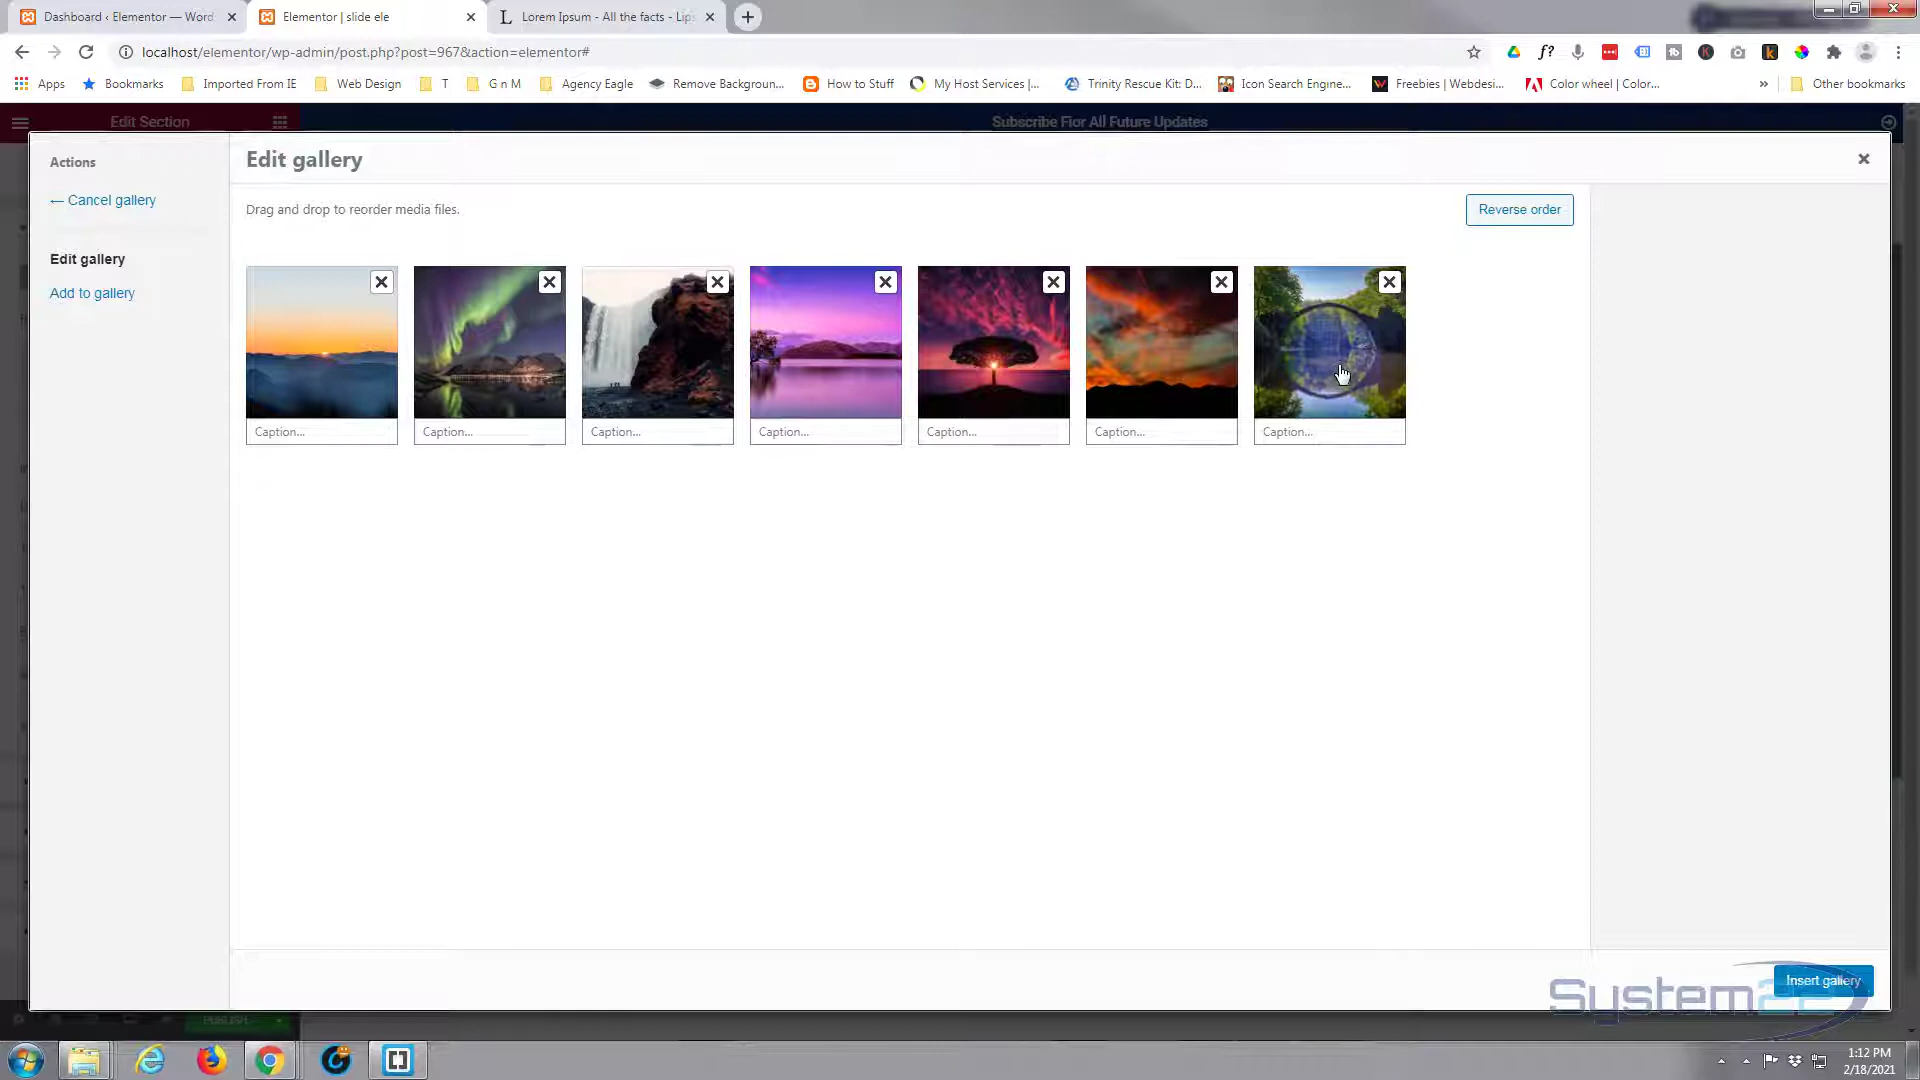 Dashboard ‹ Elementor — Word
Elementor | slide ele
Lorem Ipsum - All the facts - Lips
localhost/elementor/wp-admin/post.php?post=967&action=elementor#
Apps
Bookmarks
Imported From IE
Web Design
T
G n M
Agency Eagle
Remove Backgroun...
How to Stuff
My Host Services |...
Trinity Rescue Kit: D...
Icon Search Engine...
Freebies | Webdesi...
Color wheel | Color...
»
Other bookmarks
Edit Section
Subscribe Fior All Future Updates
Actions
← Cancel gallery
Edit gallery
Add to gallery
Edit gallery
Drag and drop to reorder media files.
Reverse order
Caption...
Caption...
Caption...
Caption...
Caption...
Caption...
Caption...
Insert gallery
System22
PUBLISH
1:12 PM
2/18/2021